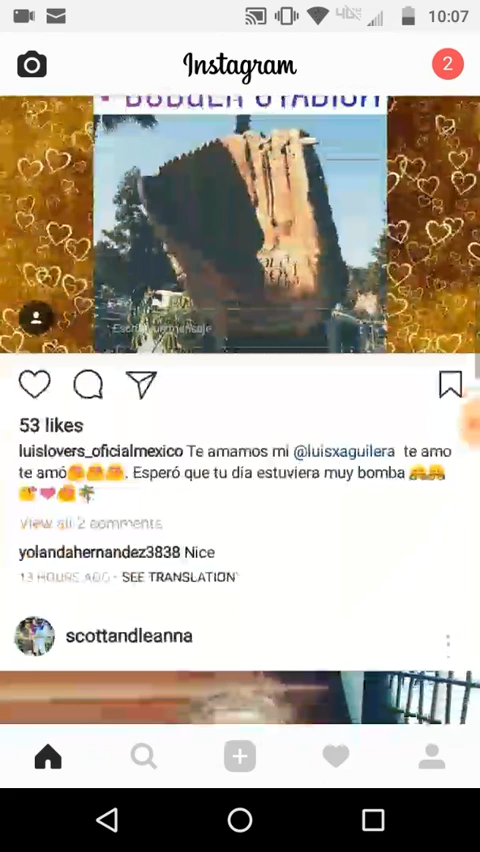 10:07
Instagram
2
53 likes
luislovers_oficialmexico Te amamos mi @luisxaguilera te amo
te amó😍😍😍. Esperó que tu día estuviera muy bomba
View all 2 comments
yolandahernandez3838 Nice
13 HOURS AGO • SEE TRANSLATION
scottandleanna